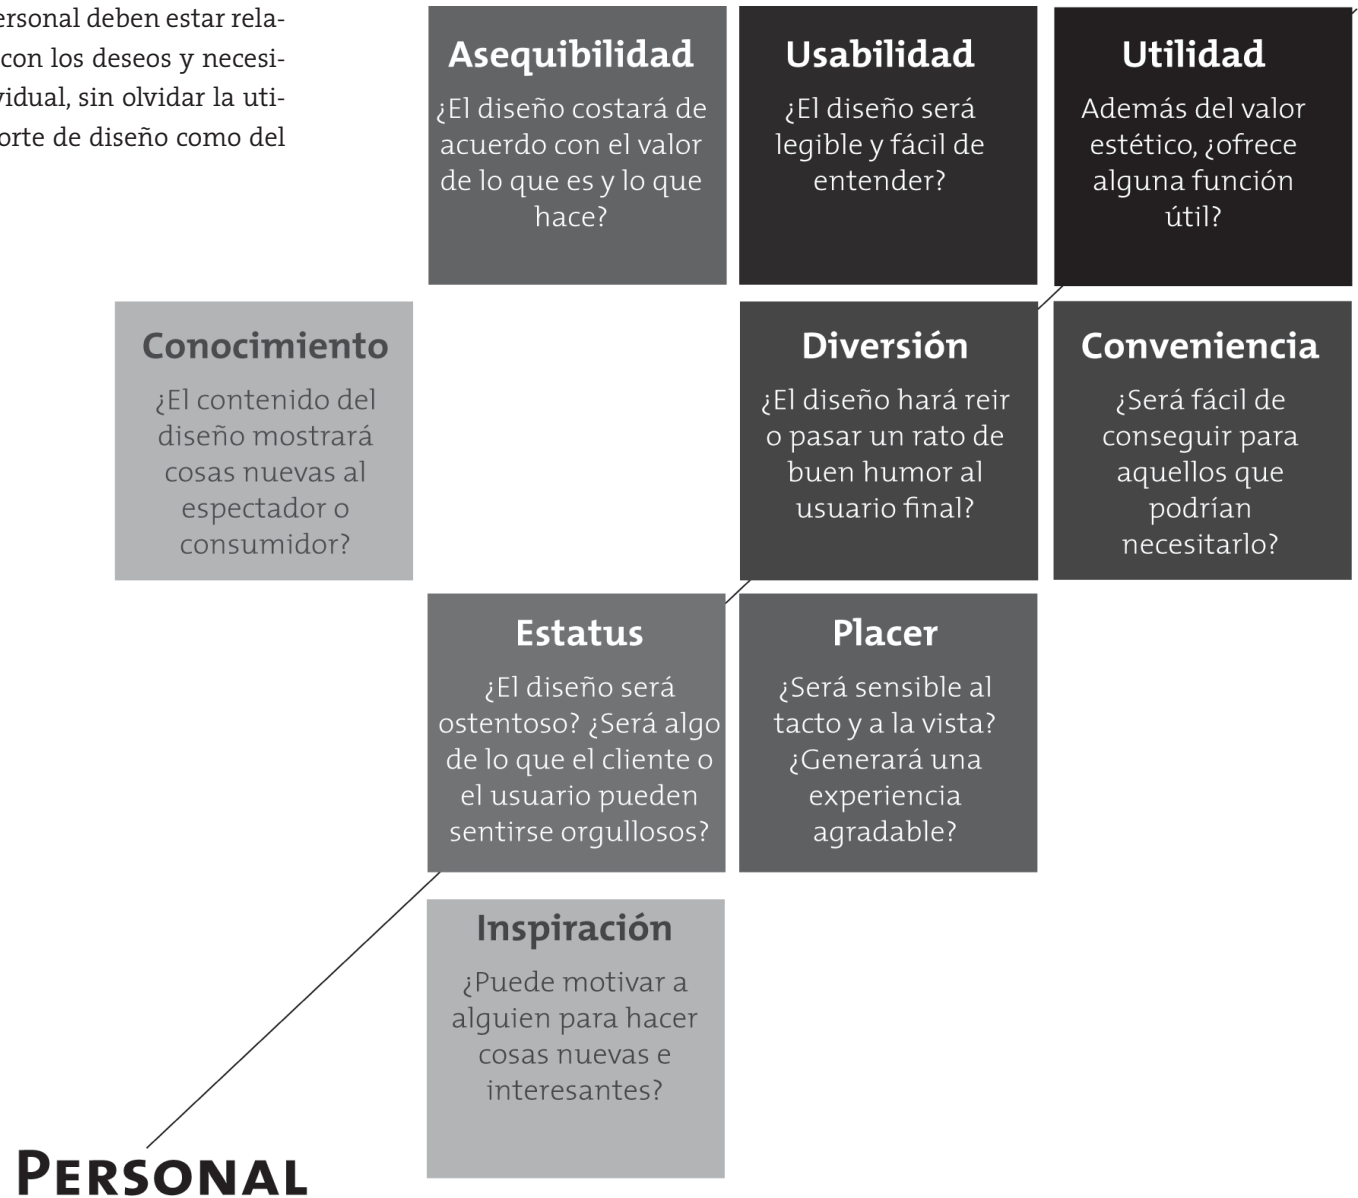 ersonal deben estar rela-
con los deseos y necesi-
vidual, sin olvidar la uti-
orte de diseño como del
Asequibilidad
¿El diseño costará de
acuerdo con el valor
de lo que es y lo que
hace?
Usabilidad
¿El diseño será
legible y fácil de
entender?
Utilidad
Además del valor
estético, ¿ofrece
alguna función
útil?
Conocimiento
¿El contenido del
diseño mostrará
cosas nuevas al
espectador o
consumidor?
Diversión
¿El diseño hará reir
o pasar un rato de
buen humor al
usuario final?
Conveniencia
¿Será fácil de
conseguir para
aquellos que
podrían
necesitarlo?
Estatus
¿El diseño será
ostentoso? ¿Será algo
de lo que el cliente o
el usuario pueden
sentirse orgullosos?
Placer
¿Será sensible al
tacto y a la vista?
¿Generará una
experiencia
agradable?
Inspiración
¿Puede motivar a
alguien para hacer
cosas nuevas e
interesantes?
PERSONAL